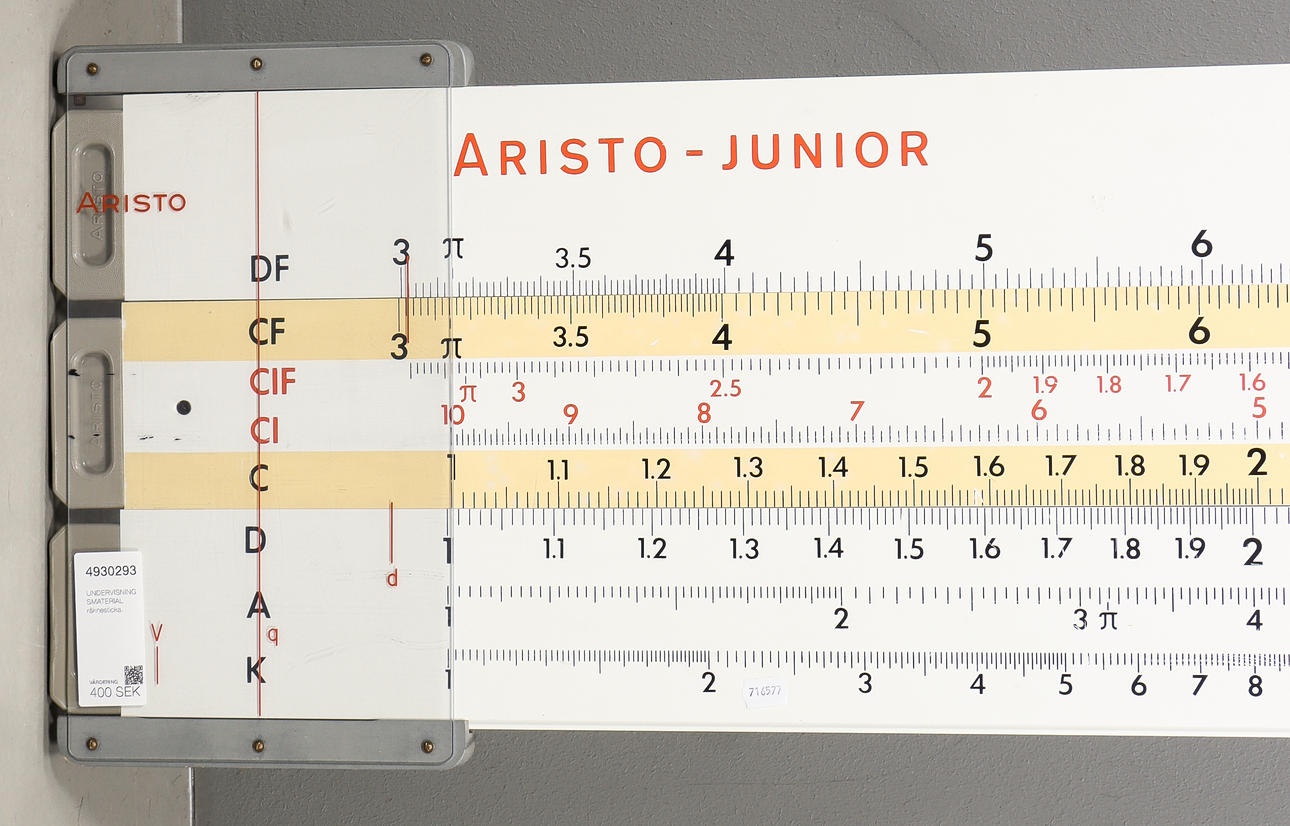 ARISTO - JUNIOR
ARISTO
ARISTO
DF 3 π 3.5 4 5 6
CF 3 π 3.5 4 5 6
CIF π 3 2.5 2 1.9 1.8 1.7 1.6
CI 10 9 8 7 6 5
ARISTO
C 1 1.1 1.2 1.3 1.4 1.5 1.6 1.7 1.8 1.9 2
D 1 1.1 1.2 1.3 1.4 1.5 1.6 1.7 1.8 1.9 2
d
A 1 2 3 π 4
V q
K 1 2 3 4 5 6 7 8
4930293
UNDERVISNING
SMATERIAL
räknesticka.
VÄRDERING
400 SEK
716577